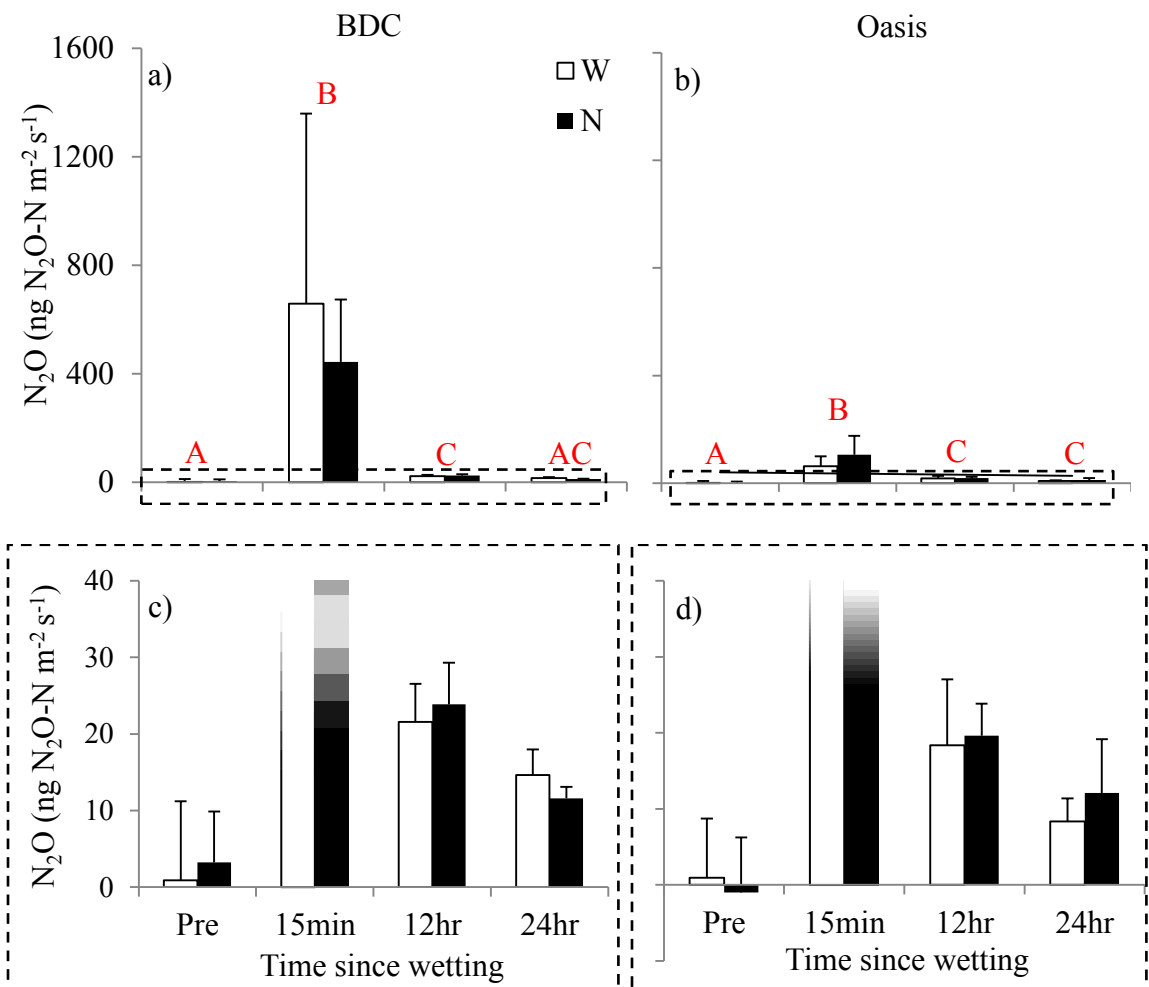 BDC
Oasis
1600
1200
800
400
0
N₂O (ng N₂O-N m⁻² s⁻¹)
a)
B
W
N
A
C
AC
b)
B
A
C
C
40
30
20
10
0
N₂O (ng N₂O-N m⁻² s⁻¹)
c)
Pre 15min 12hr 24hr
Time since wetting
d)
Pre 15min 12hr 24hr
Time since wetting